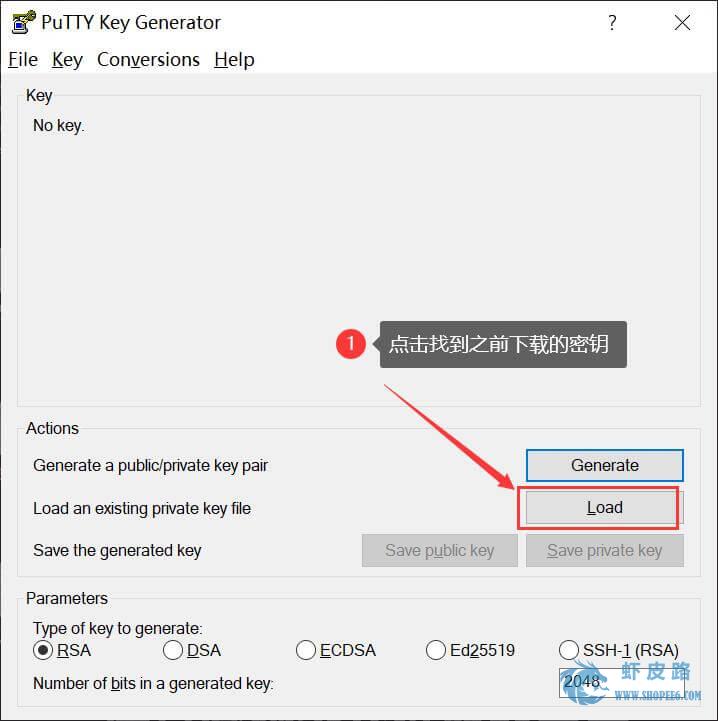 PuTTY Key Generator
?
File Key Conversions Help
Key
No key.
1 点击找到之前下载的密钥
Actions
Generate a public/private key pair
Generate
Load an existing private key file
Load
Save the generated key
Save public key
Save private key
Parameters
Type of key to generate:
RSA DSA ECDSA Ed25519 SSH-1 (RSA)
Number of bits in a generated key:
2048
虾皮路
WWW.SHOPEE6.COM